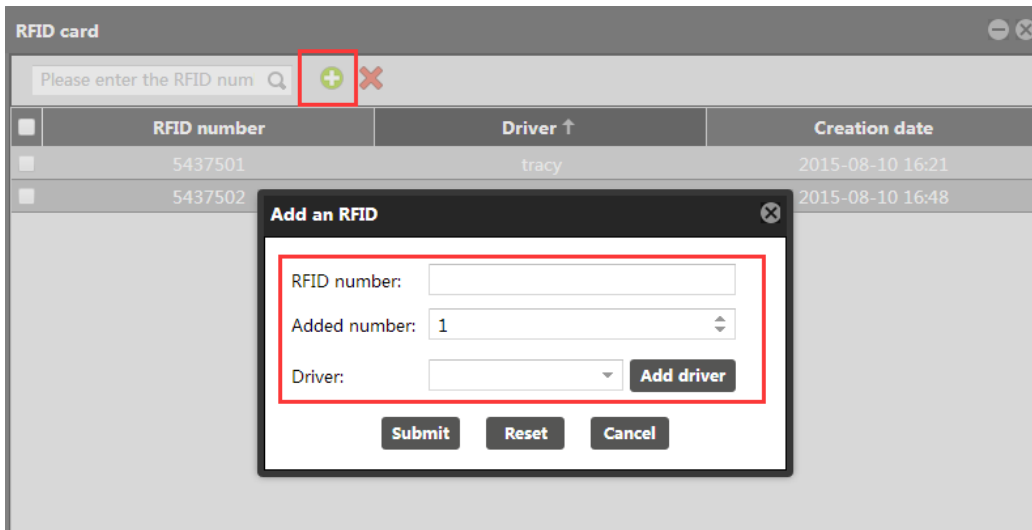 RFID card
Please enter the RFID num
RFID number Driver ↑ Creation date
5437501 tracy 2015-08-10 16:21
5437502 2015-08-10 16:48
Add an RFID
RFID number:
Added number: 1
Driver: Add driver
Submit Reset Cancel